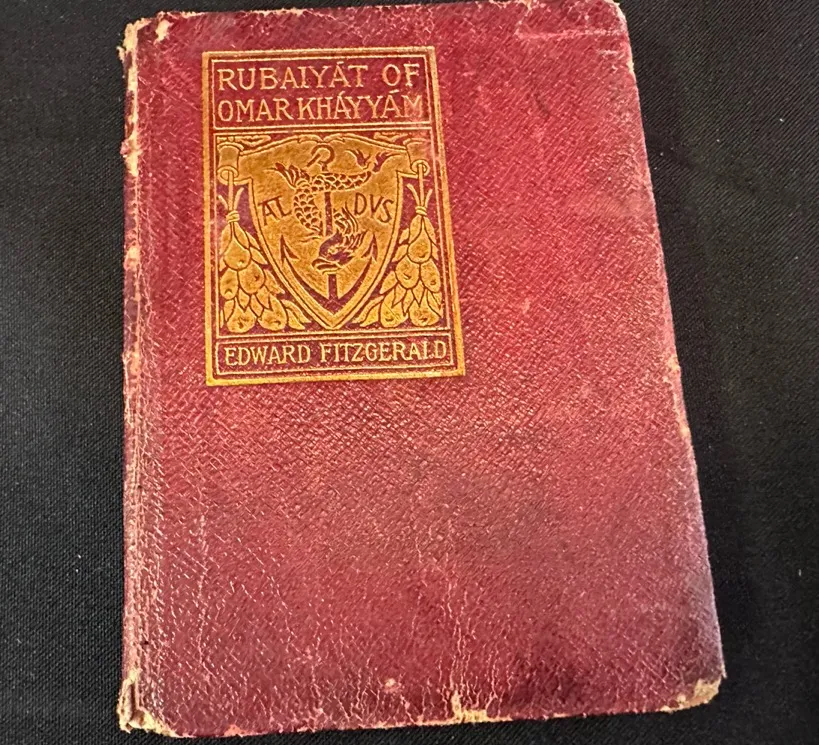 RUBAIYÁT OF
OMAR KHÁYYÁM
AL DVS
EDWARD FITZGERALD